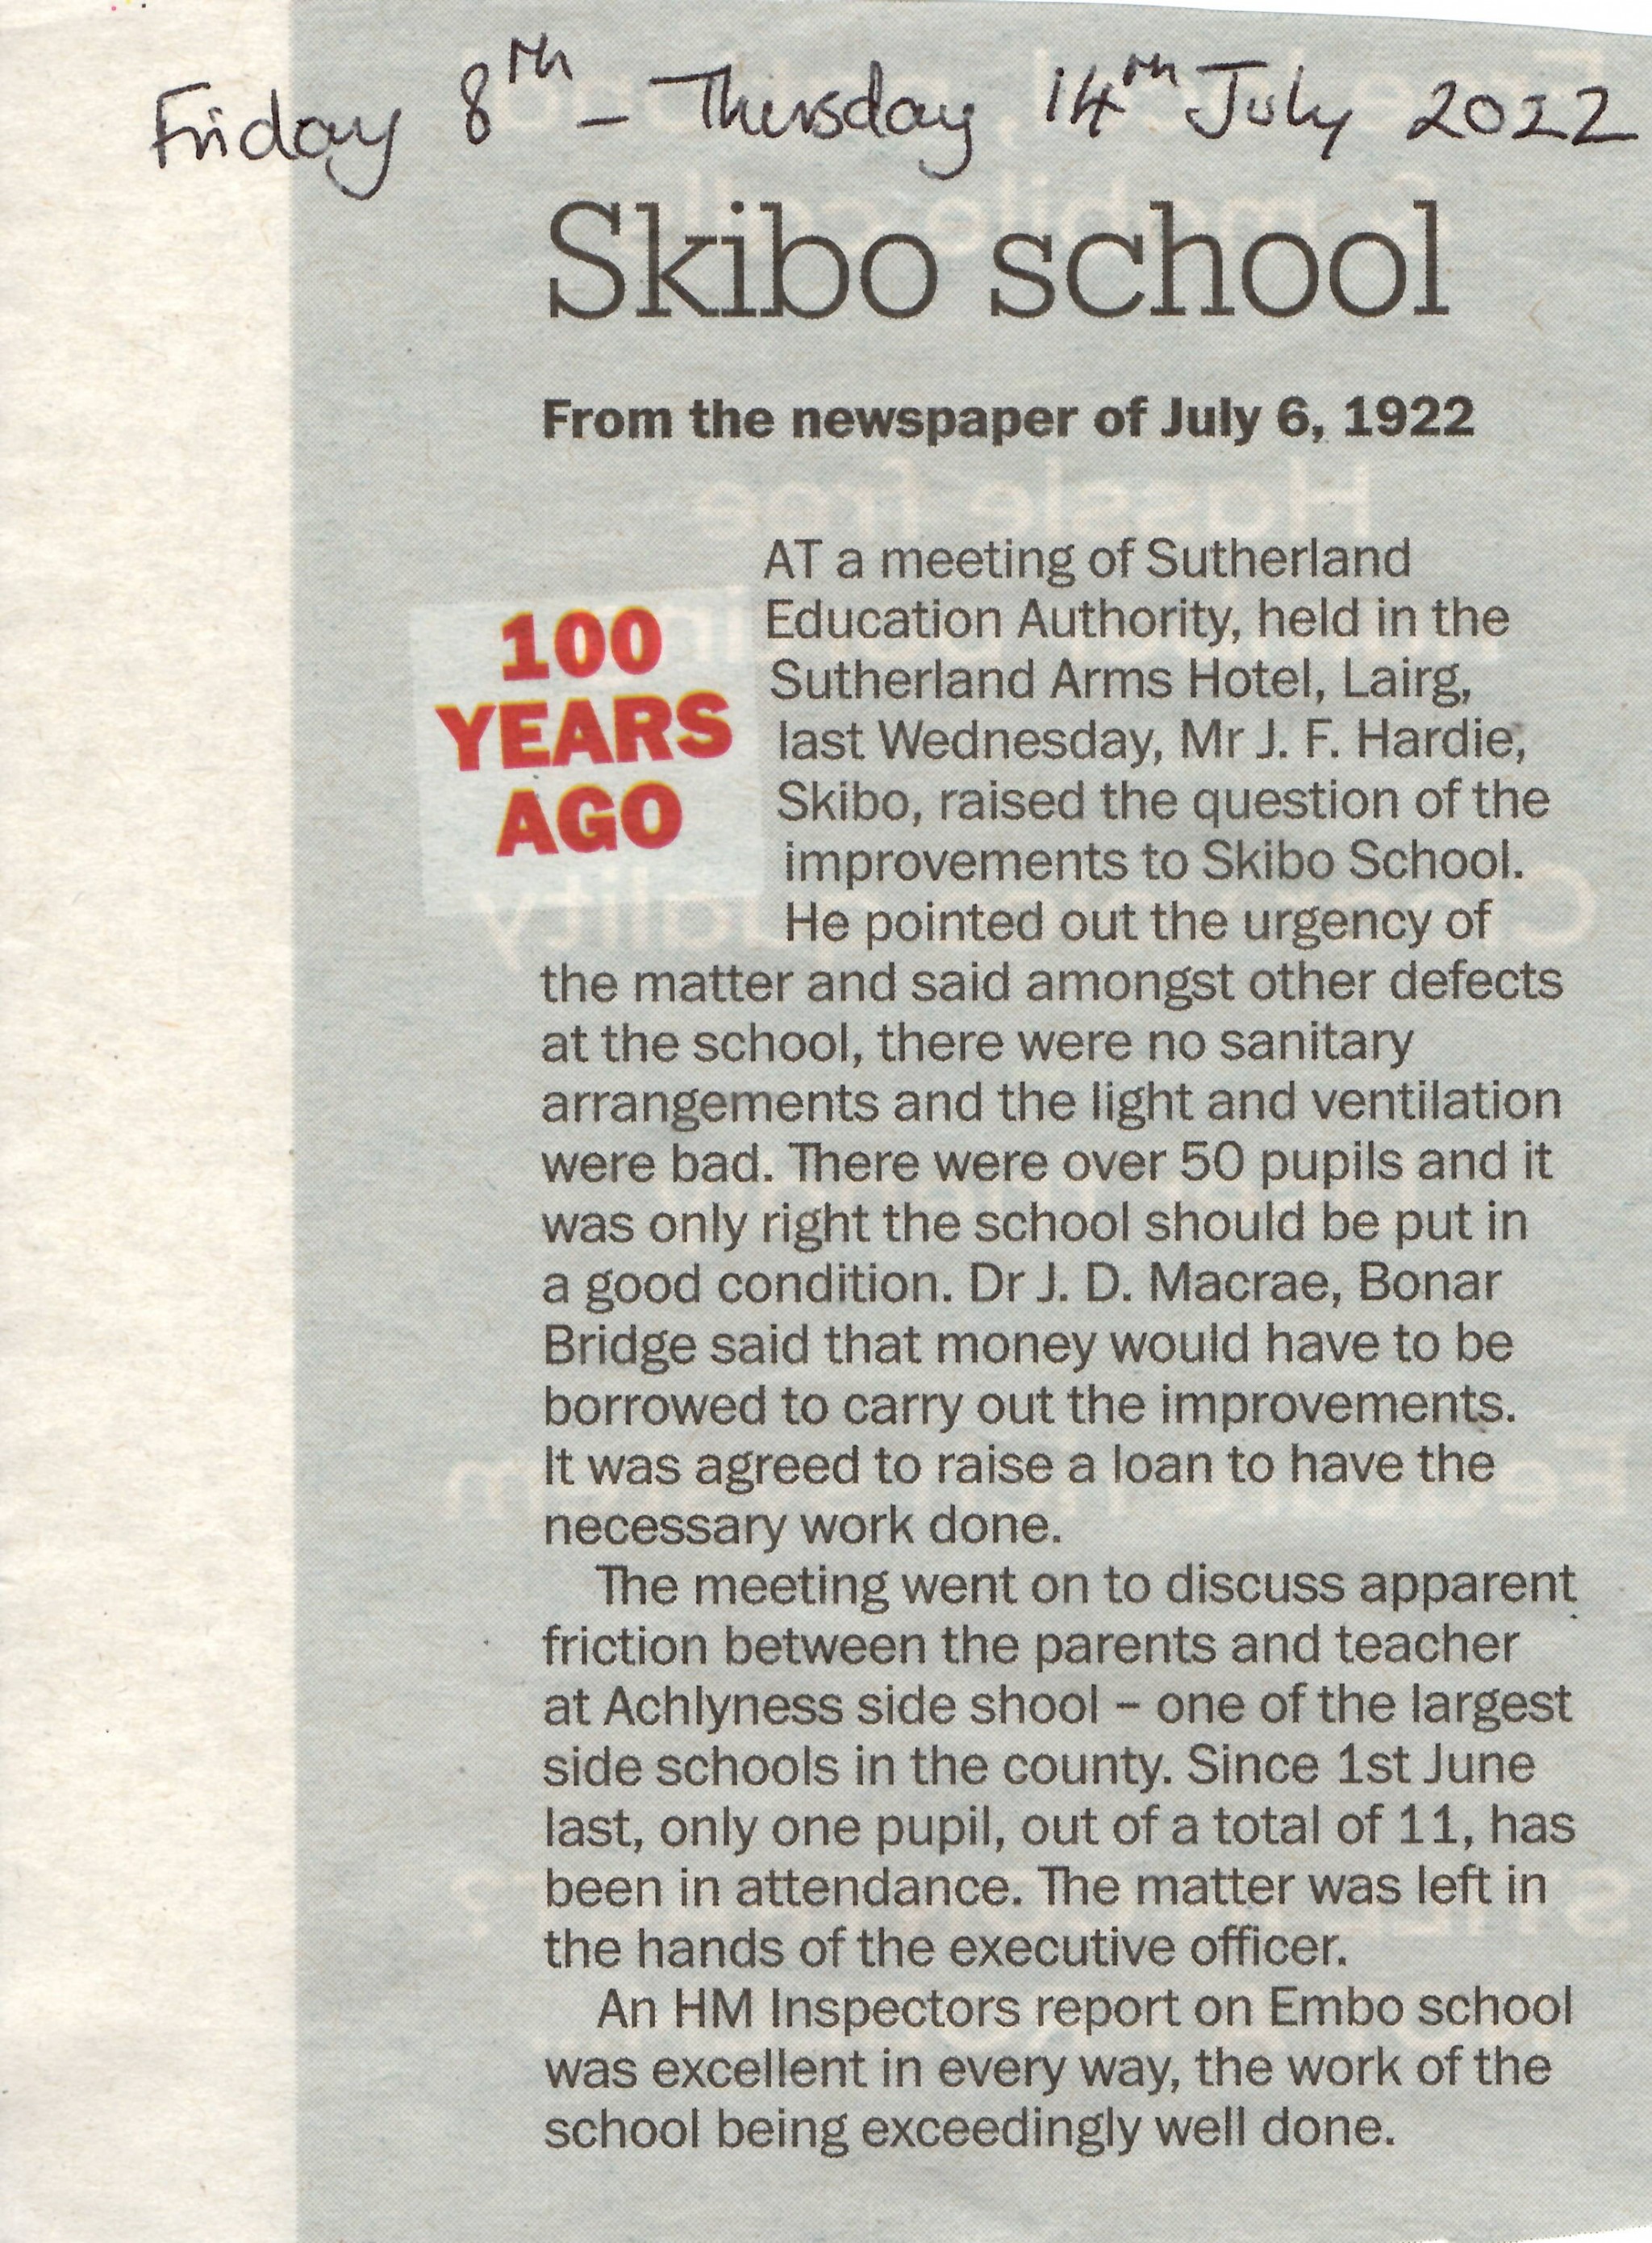 Friday 8th - Thursday 14th July 2022
Skibo school
From the newspaper of July 6, 1922
100
YEARS
AGO
AT a meeting of Sutherland
Education Authority, held in the
Sutherland Arms Hotel, Lairg,
last Wednesday, Mr J. F. Hardie,
Skibo, raised the question of the
improvements to Skibo School.
He pointed out the urgency of
the matter and said amongst other defects
at the school, there were no sanitary
arrangements and the light and ventilation
were bad. There were over 50 pupils and it
was only right the school should be put in
a good condition. Dr J. D. Macrae, Bonar
Bridge said that money would have to be
borrowed to carry out the improvements.
It was agreed to raise a loan to have the
necessary work done.
The meeting went on to discuss apparent
friction between the parents and teacher
at Achlyness side shool – one of the largest
side schools in the county. Since 1st June
last, only one pupil, out of a total of 11, has
been in attendance. The matter was left in
the hands of the executive officer.
An HM Inspectors report on Embo school
was excellent in every way, the work of the
school being exceedingly well done.